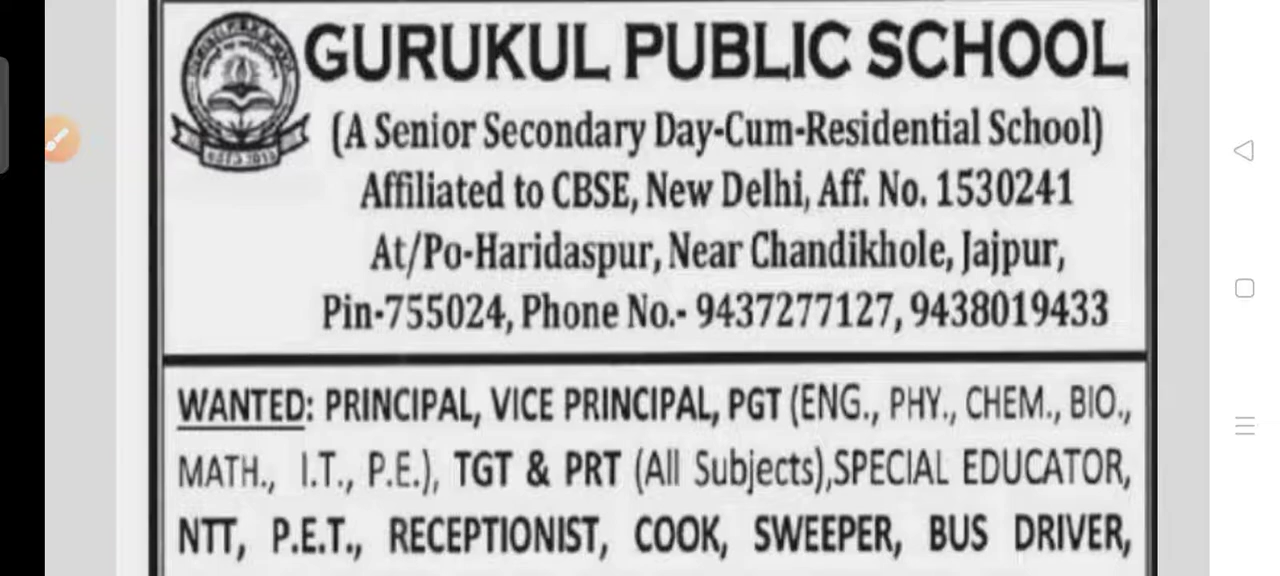 GURUKUL PUBLIC SCHOOL
(A Senior Secondary Day-Cum-Residential School)
Affiliated to CBSE, New Delhi, Aff. No. 1530241
At/Po-Haridaspur, Near Chandikhole, Jajpur,
Pin-755024, Phone No.- 9437277127, 9438019433
WANTED: PRINCIPAL, VICE PRINCIPAL, PGT (ENG., PHY., CHEM., BIO.,
MATH., I.T., P.E.), TGT & PRT (All Subjects),SPECIAL EDUCATOR,
NTT, P.E.T., RECEPTIONIST, COOK, SWEEPER, BUS DRIVER,